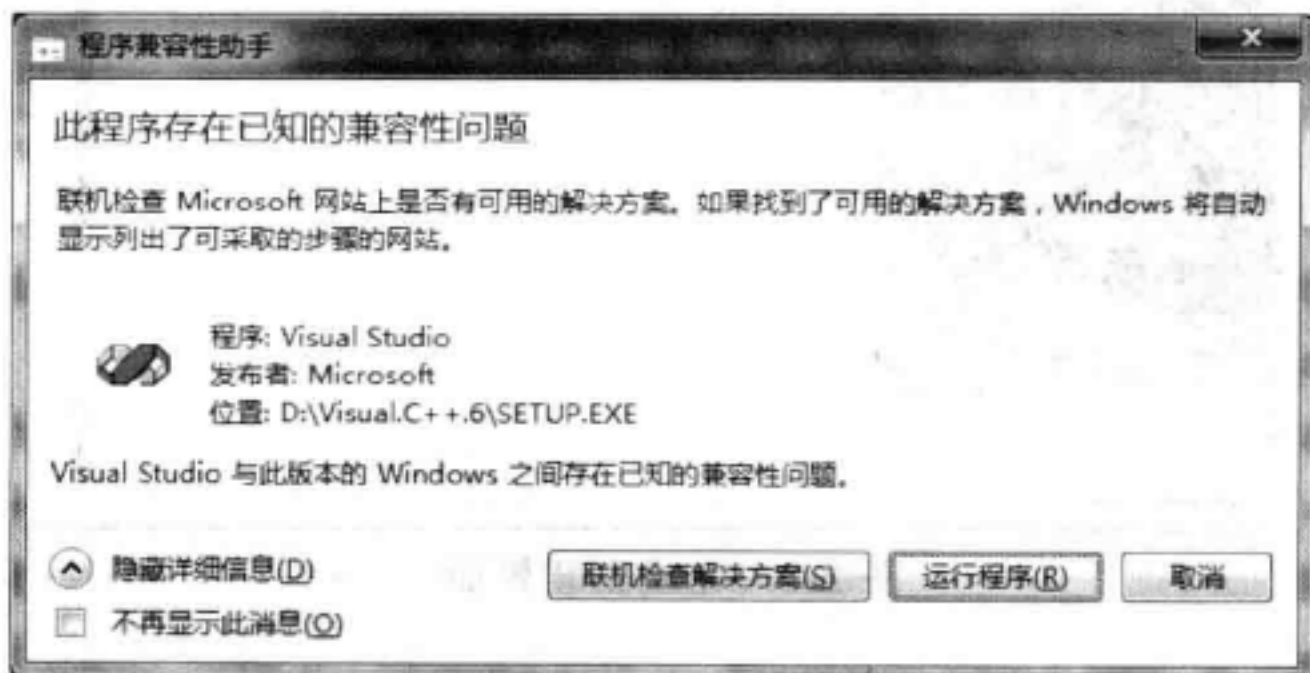 程序兼容性助手
此程序存在已知的兼容性问题
联机检查 Microsoft 网站上是否有可用的解决方案。如果找到了可用的解决方案，Windows 将自动
显示列出了可采取的步骤的网站。
程序: Visual Studio
发布者: Microsoft
位置: D:\Visual.C++.6\SETUP.EXE
Visual Studio 与此版本的 Windows 之间存在已知的兼容性问题。
隐藏详细信息(D)
联机检查解决方案(S)
运行程序(R)
取消
不再显示此消息(O)